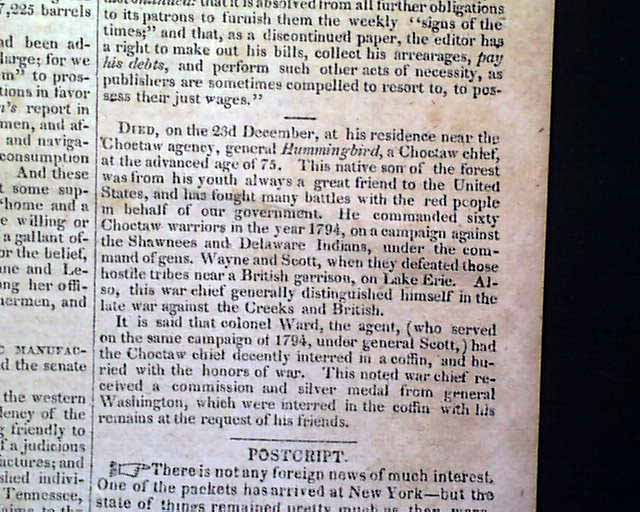 7,225 barrels
nd been ad-
large; for we
m" to pros-
tions in favor
n's report in
men, and af-
and naviga-
consumption
And these
t some sup-
"home and a
e willing or
a gallant of-
or the belief,
ne and Le-
ng her offi-
hermen, and
MANUFAC-
d the senate
the western
dency of the
g friendly to
f a judicious
actures; and
shed indivi-
Tennessee,
that it is absolved from all further obligations
to its patrons to furnish them the weekly "signs of the
times;" and that, as a discontinued paper, the editor has
a right to make out his bills, collect his arrearages, pay
his debts, and perform such other acts of necessity, as
publishers are sometimes compelled to resort to, to pos-
sess their just wages."
DIED, on the 23d December, at his residence near the
Choctaw agency, general Hummingbird, a Choctaw chief,
at the advanced age of 75. This native son of the forest
was from his youth always a great friend to the United
States, and has fought many battles with the red people
in behalf of our government. He commanded sixty
Choctaw warriors in the year 1794, on a campaign against
the Shawnees and Delaware Indians, under the com-
mand of gens. Wayne and Scott, when they defeated those
hostile tribes near a British garrison, on Lake Erie. Al-
so, this war chief generally distinguished himself in the
late war against the Creeks and British.
It is said that colonel Ward, the agent, (who served
on the same campaign of 1794, under general Scott,) had
the Choctaw chief decently interred in a coffin, and bu-
ried with the honors of war. This noted war chief re-
ceived a commission and silver medal from general
Washington, which were interred in the coffin with his
remains at the request of his friends.
POSTCRIPT.
☞There is not any foreign news of much interest.
One of the packets has arrived at New York—but the
state of things remained pretty much as they were